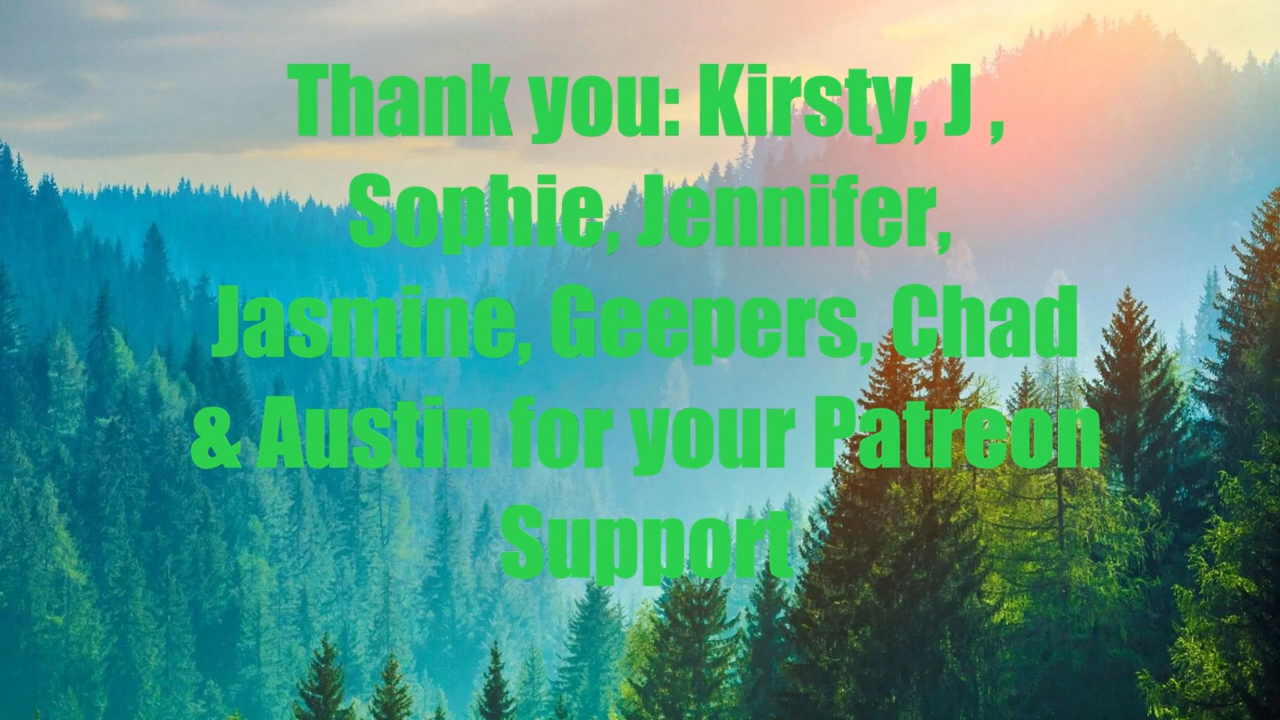 Thank you: Kirsty, J ,
Sophie, Jennifer,
Jasmine, Geepers, Chad
& Austin for your Patreon
Support